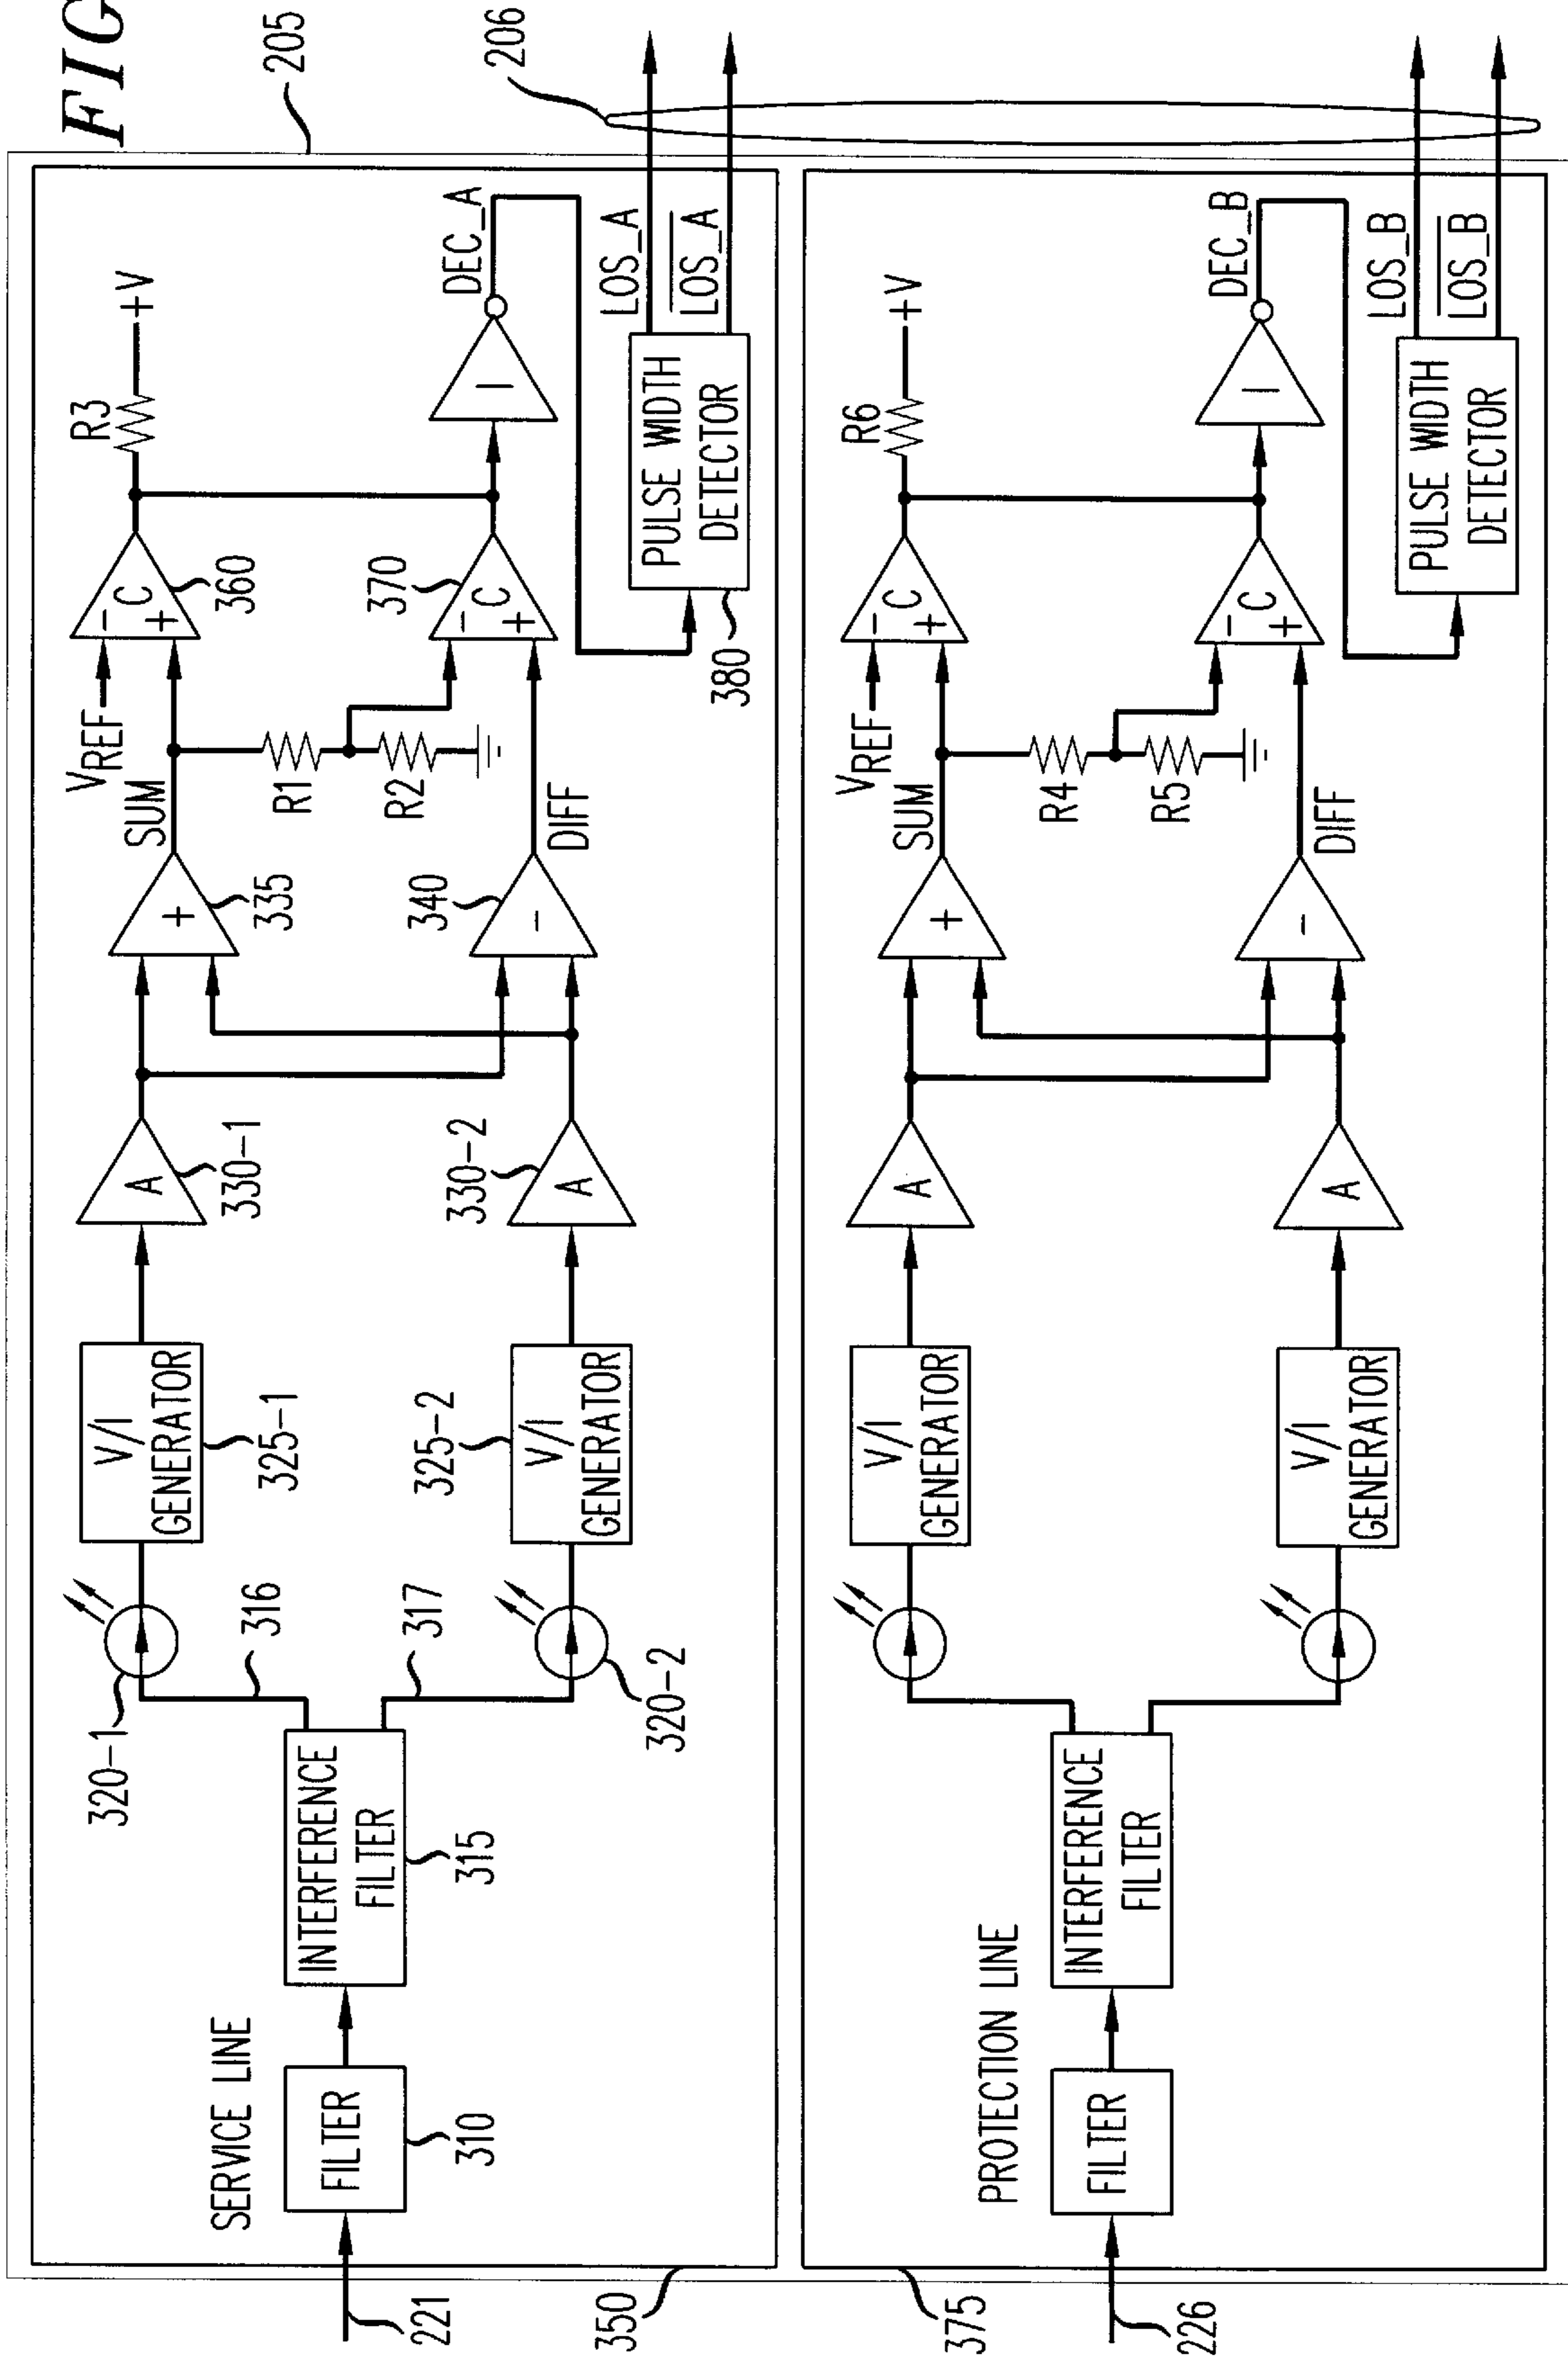 FIG
205
206
SERVICE LINE
221
FILTER
310
INTERFERENCE
FILTER
315
316
317
320-1
320-2
V/I
GENERATOR
325-1
V/I
GENERATOR
325-2
A
330-1
A
330-2
+
335
-
340
SUM
DIFF
VREF
R1
R2
-
C
+
360
-
C
+
370
R3
+V
I
DEC_A
PULSE WIDTH
DETECTOR
380
LOS_A
LOS_A
350
PROTECTION LINE
226
FILTER
INTERFERENCE
FILTER
V/I
GENERATOR
V/I
GENERATOR
A
A
+
-
SUM
DIFF
VREF
R4
R5
-
C
+
-
C
+
R6
+V
I
DEC_B
PULSE WIDTH
DETECTOR
LOS_B
LOS_B
375